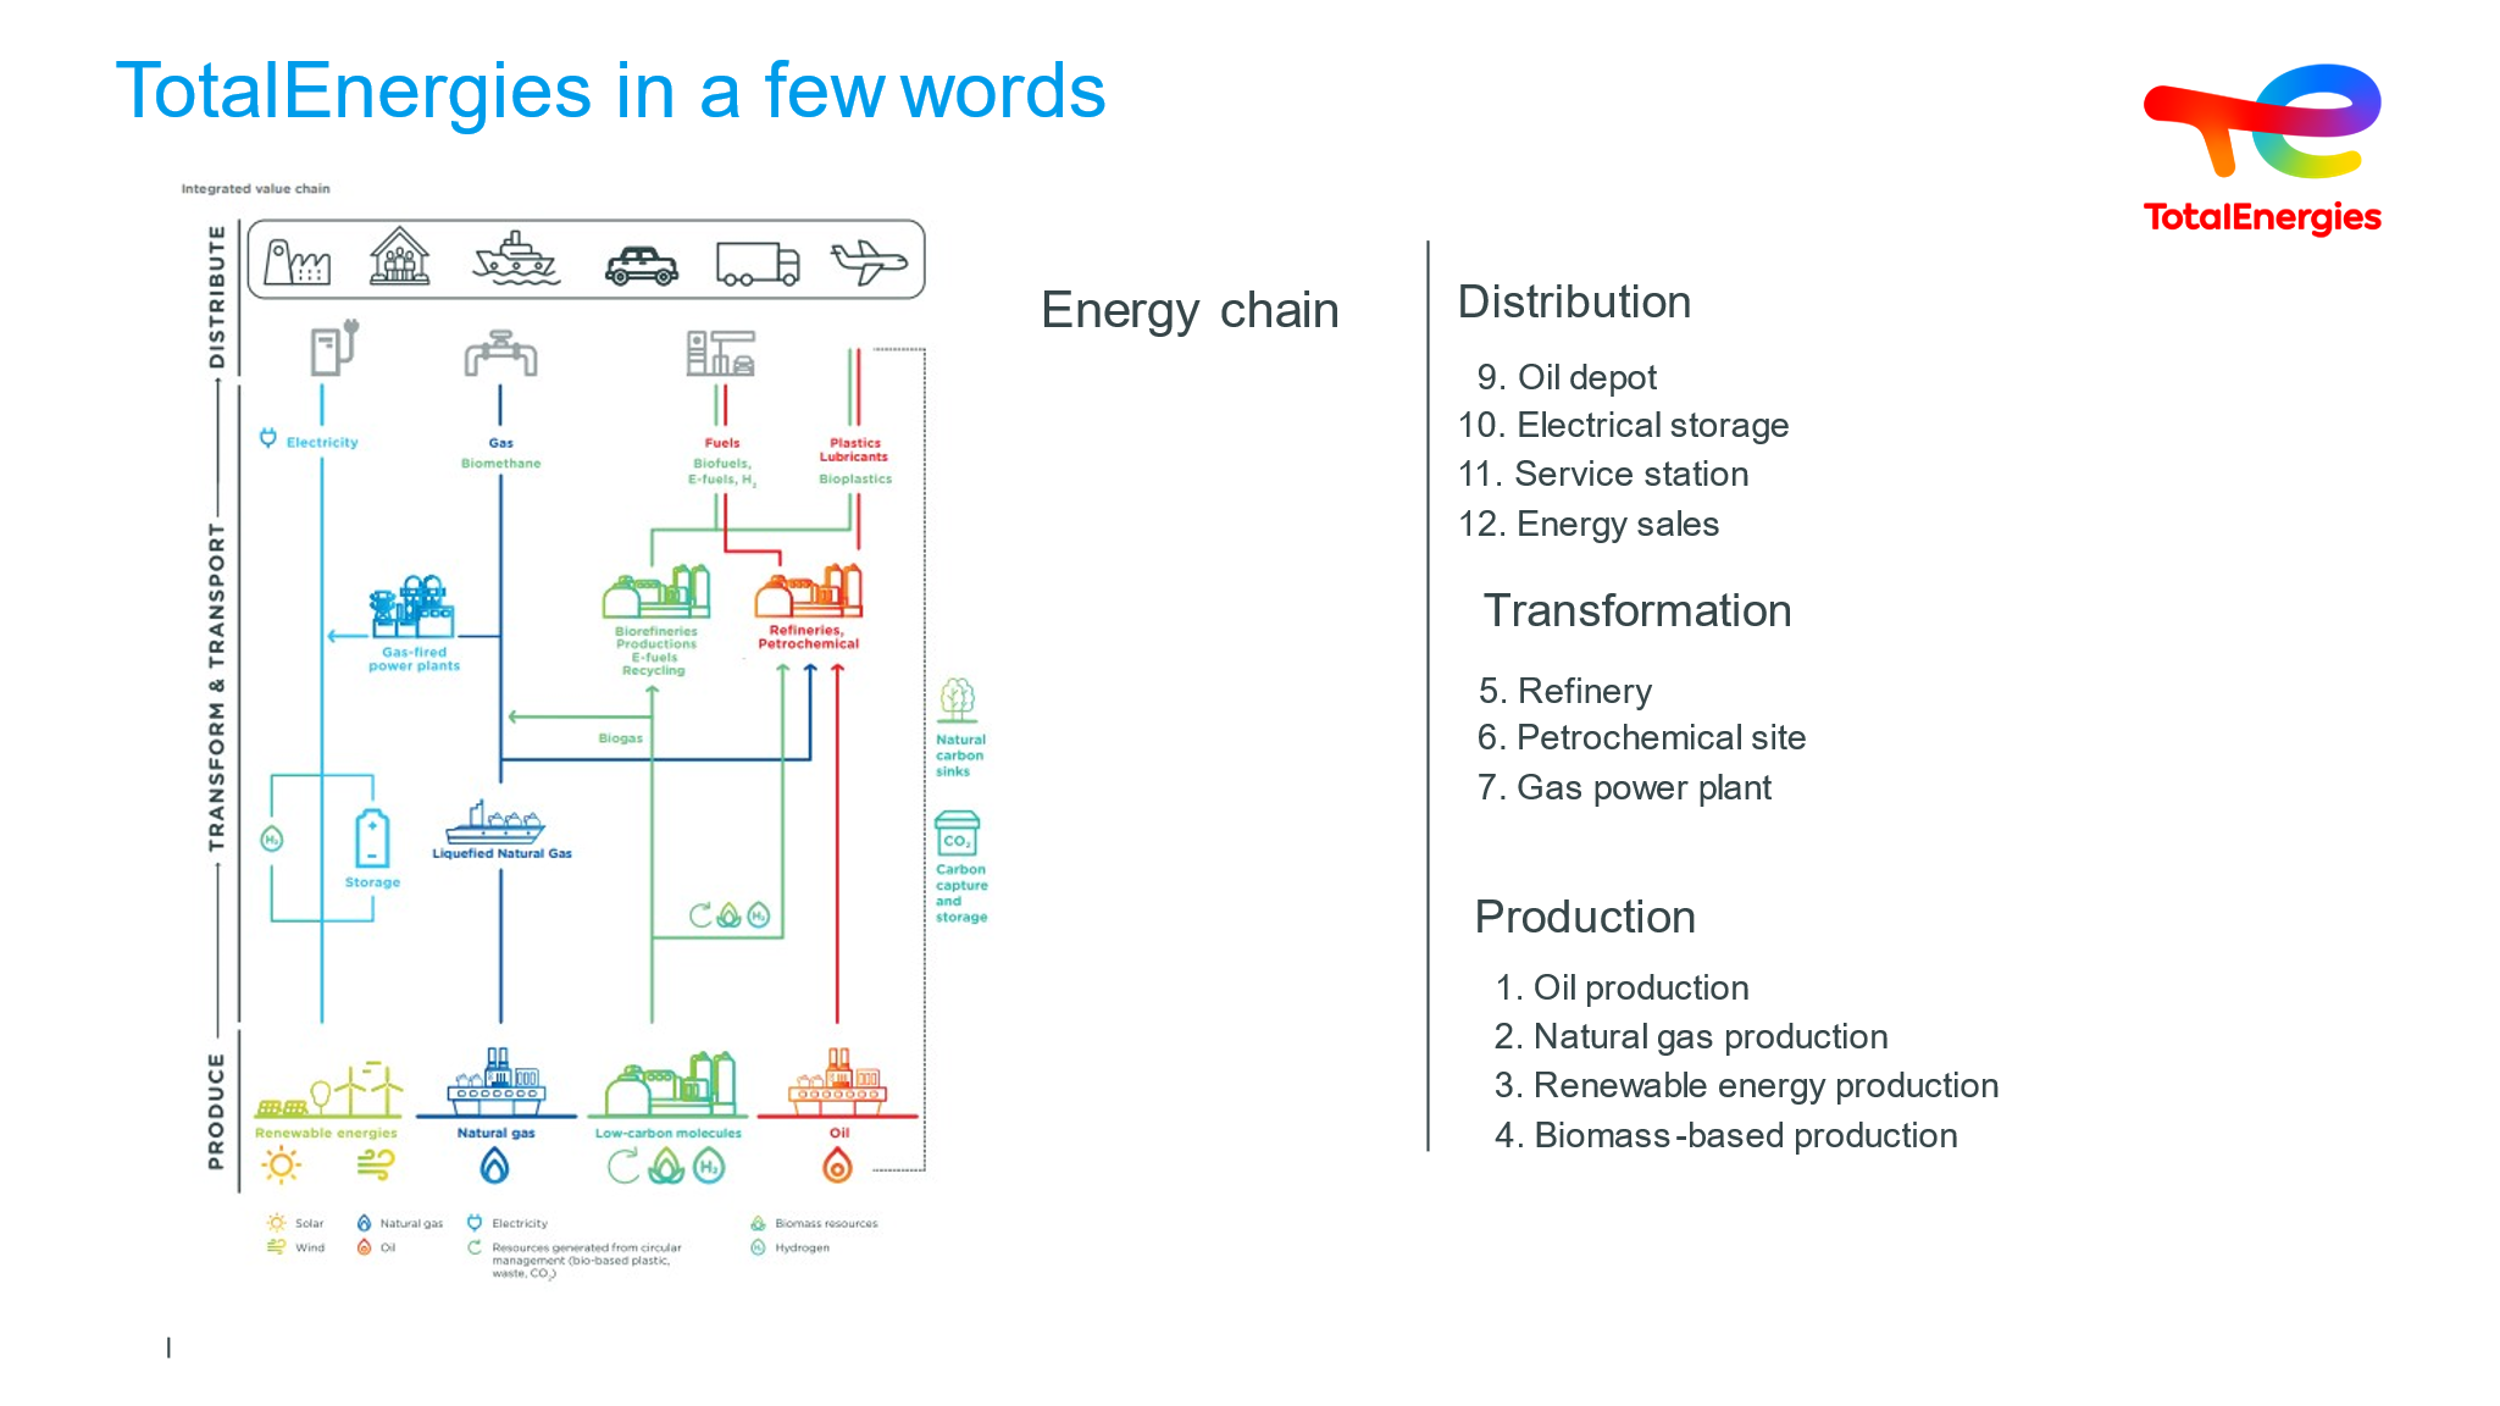 TotalEnergies in a few words
TotalEnergies
Integrated value chain
DISTRIBUTE
TRANSFORM & TRANSPORT
PRODUCE
Electricity
Gas
Biomethane
Fuels
Biofuels,
E-fuels, H₂
Plastics
Lubricants
Bioplastics
Gas-fired
power plants
Biorefineries
Productions
E-fuels
Recycling
Refineries,
Petrochemical
Biogas
Natural
carbon
sinks
H₂
Storage
Liquefied Natural Gas
CO₂
Carbon
capture
and
storage
H₂
Renewable energies
Natural gas
Low-carbon molecules
Oil
H₂
Solar
Natural gas
Electricity
Biomass resources
Wind
Oil
Resources generated from circular
management (bio-based plastic,
waste, CO₂)
H₂
Hydrogen
Energy chain
Distribution
9. Oil depot
10. Electrical storage
11. Service station
12. Energy sales
Transformation
5. Refinery
6. Petrochemical site
7. Gas power plant
Production
1. Oil production
2. Natural gas production
3. Renewable energy production
4. Biomass-based production
|